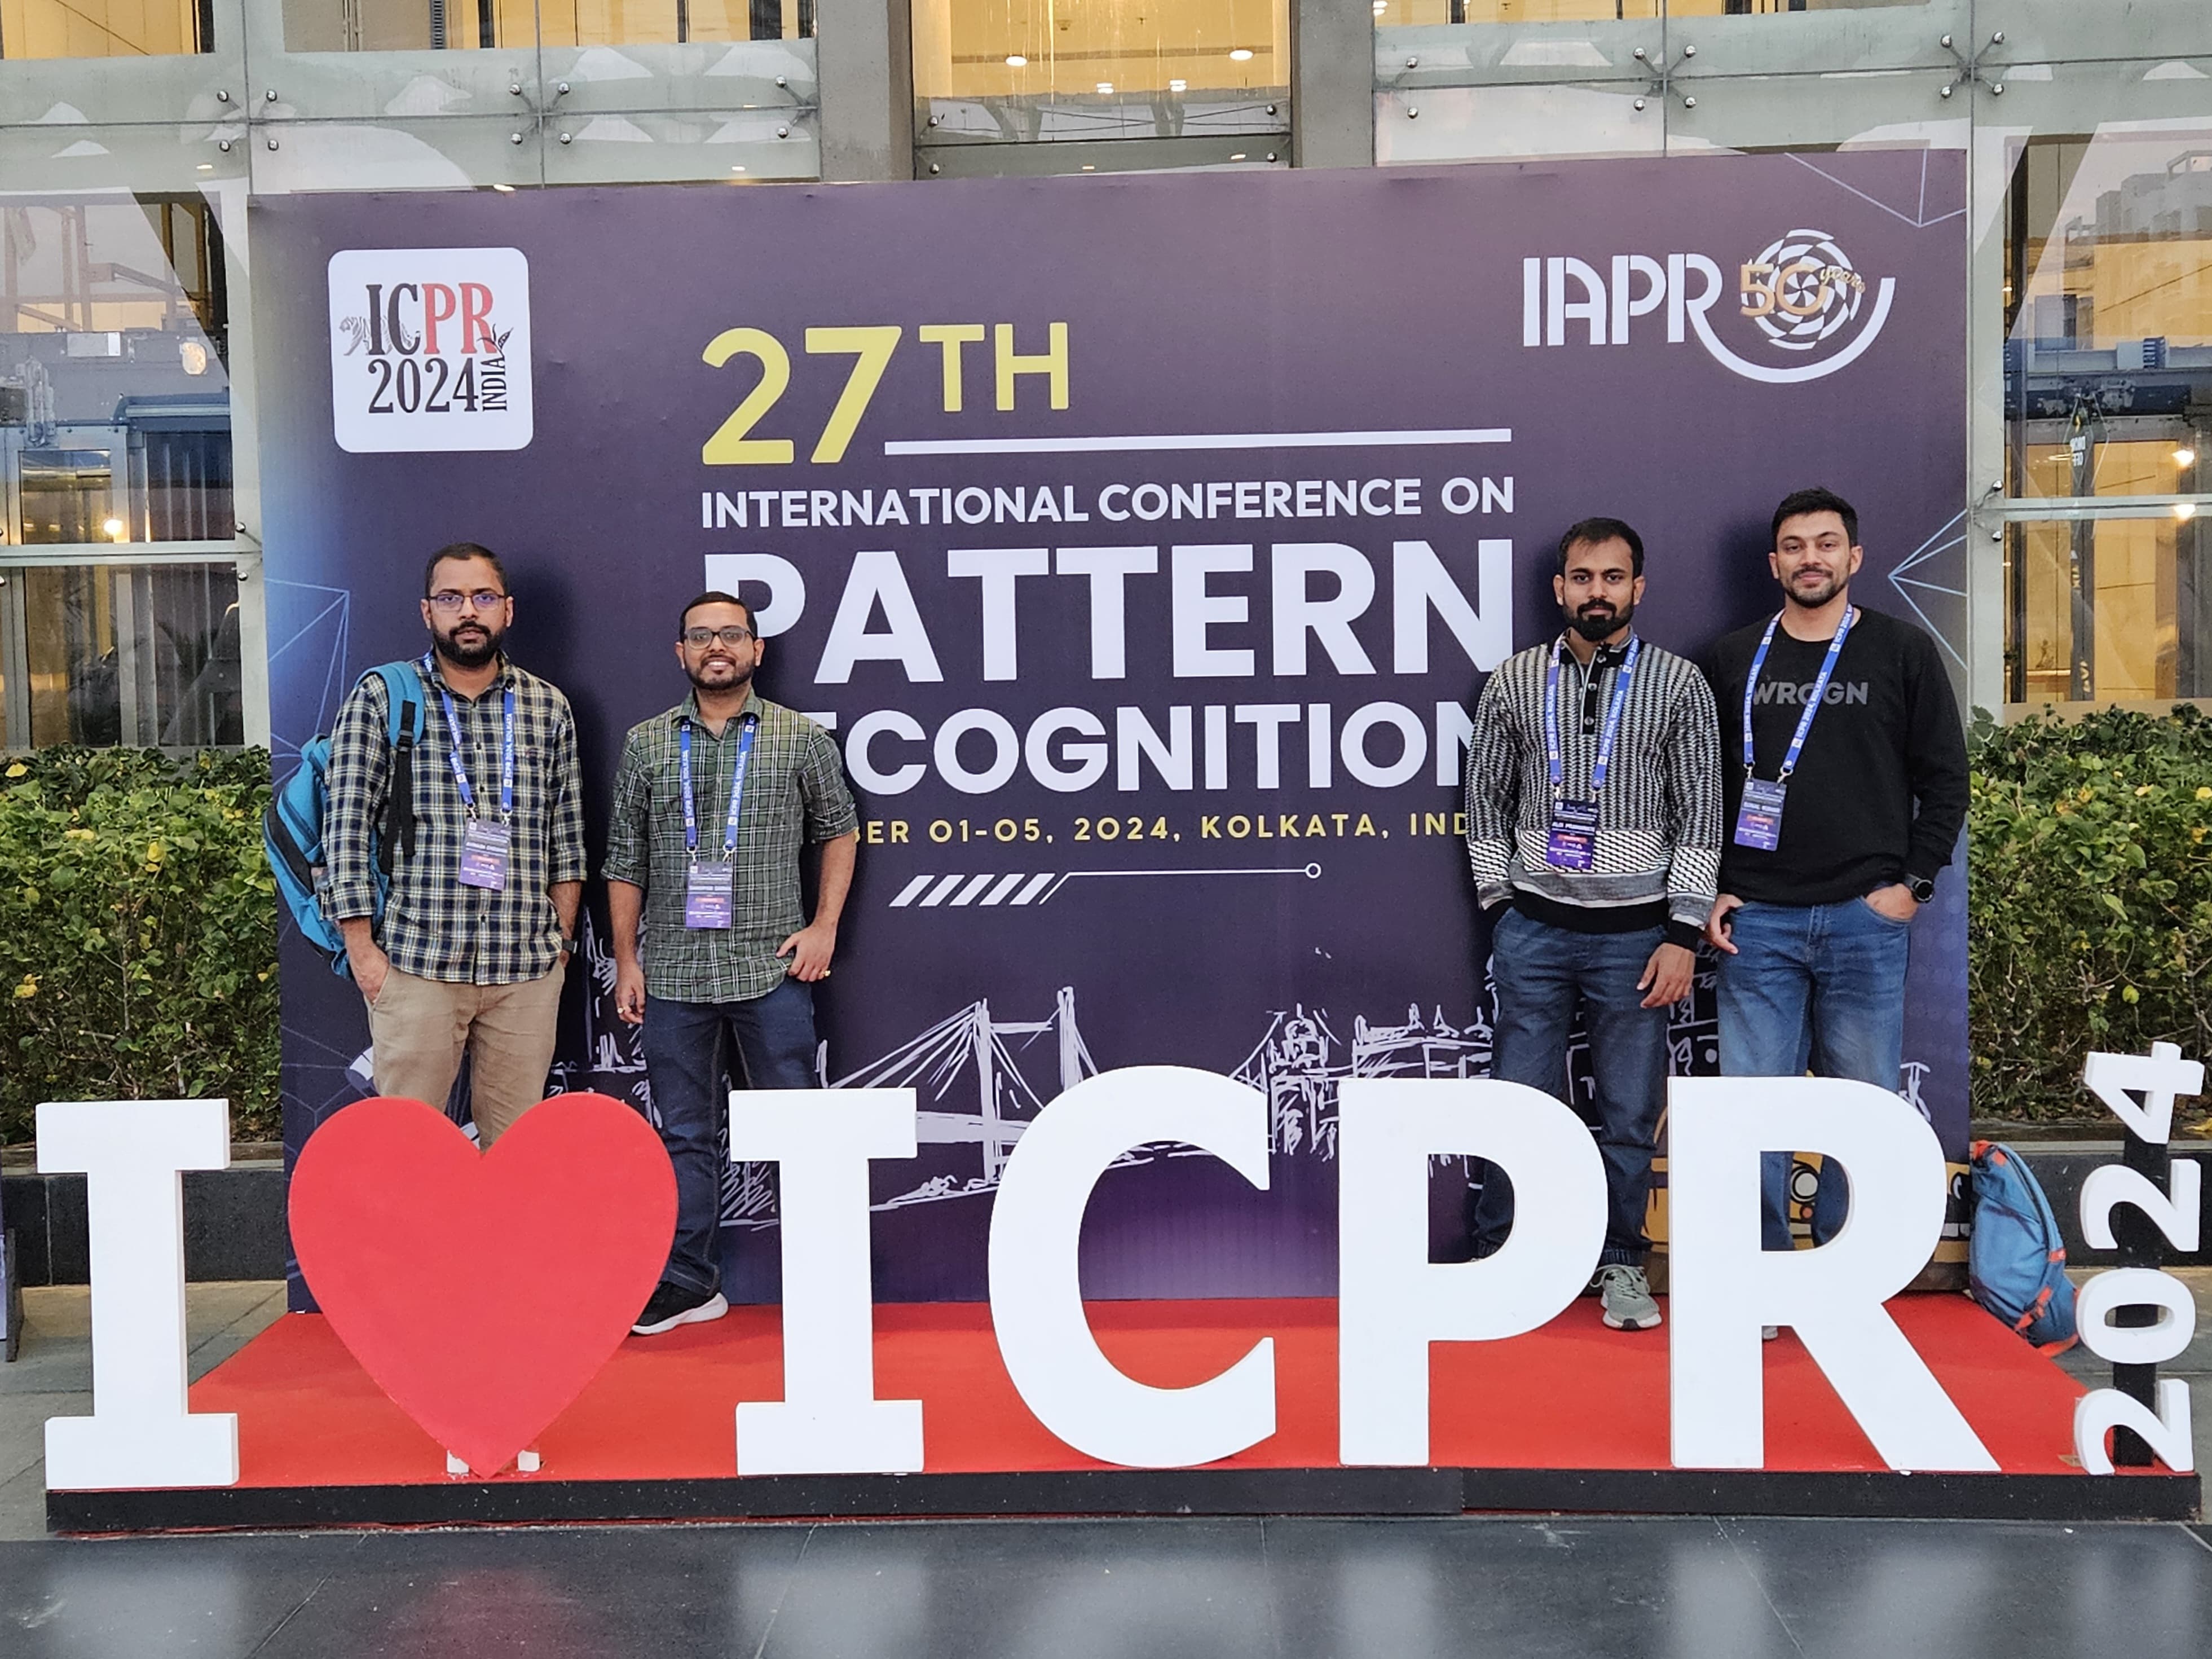 ICPR
2024
INDIA
IAPR 50 years
27TH
INTERNATIONAL CONFERENCE ON
PATTERN
ECOGNITION
BER 01-05, 2024, KOLKATA, IND
WROGN
I ICPR
2024